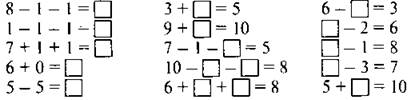 8 – 1 – 1 = □
1 – 1 – 1 – □
7 + 1 + 1 = □
6 + 0 = □
5 – 5 = □
3 + □ = 5
9 + □ = 10
7 – 1 – □ = 5
10 – □ – □ = 8
6 + □ + □ = 8
6 – □ = 3
□ – 2 = 6
□ – 1 = 8
□ – 3 = 7
5 + □ = 10